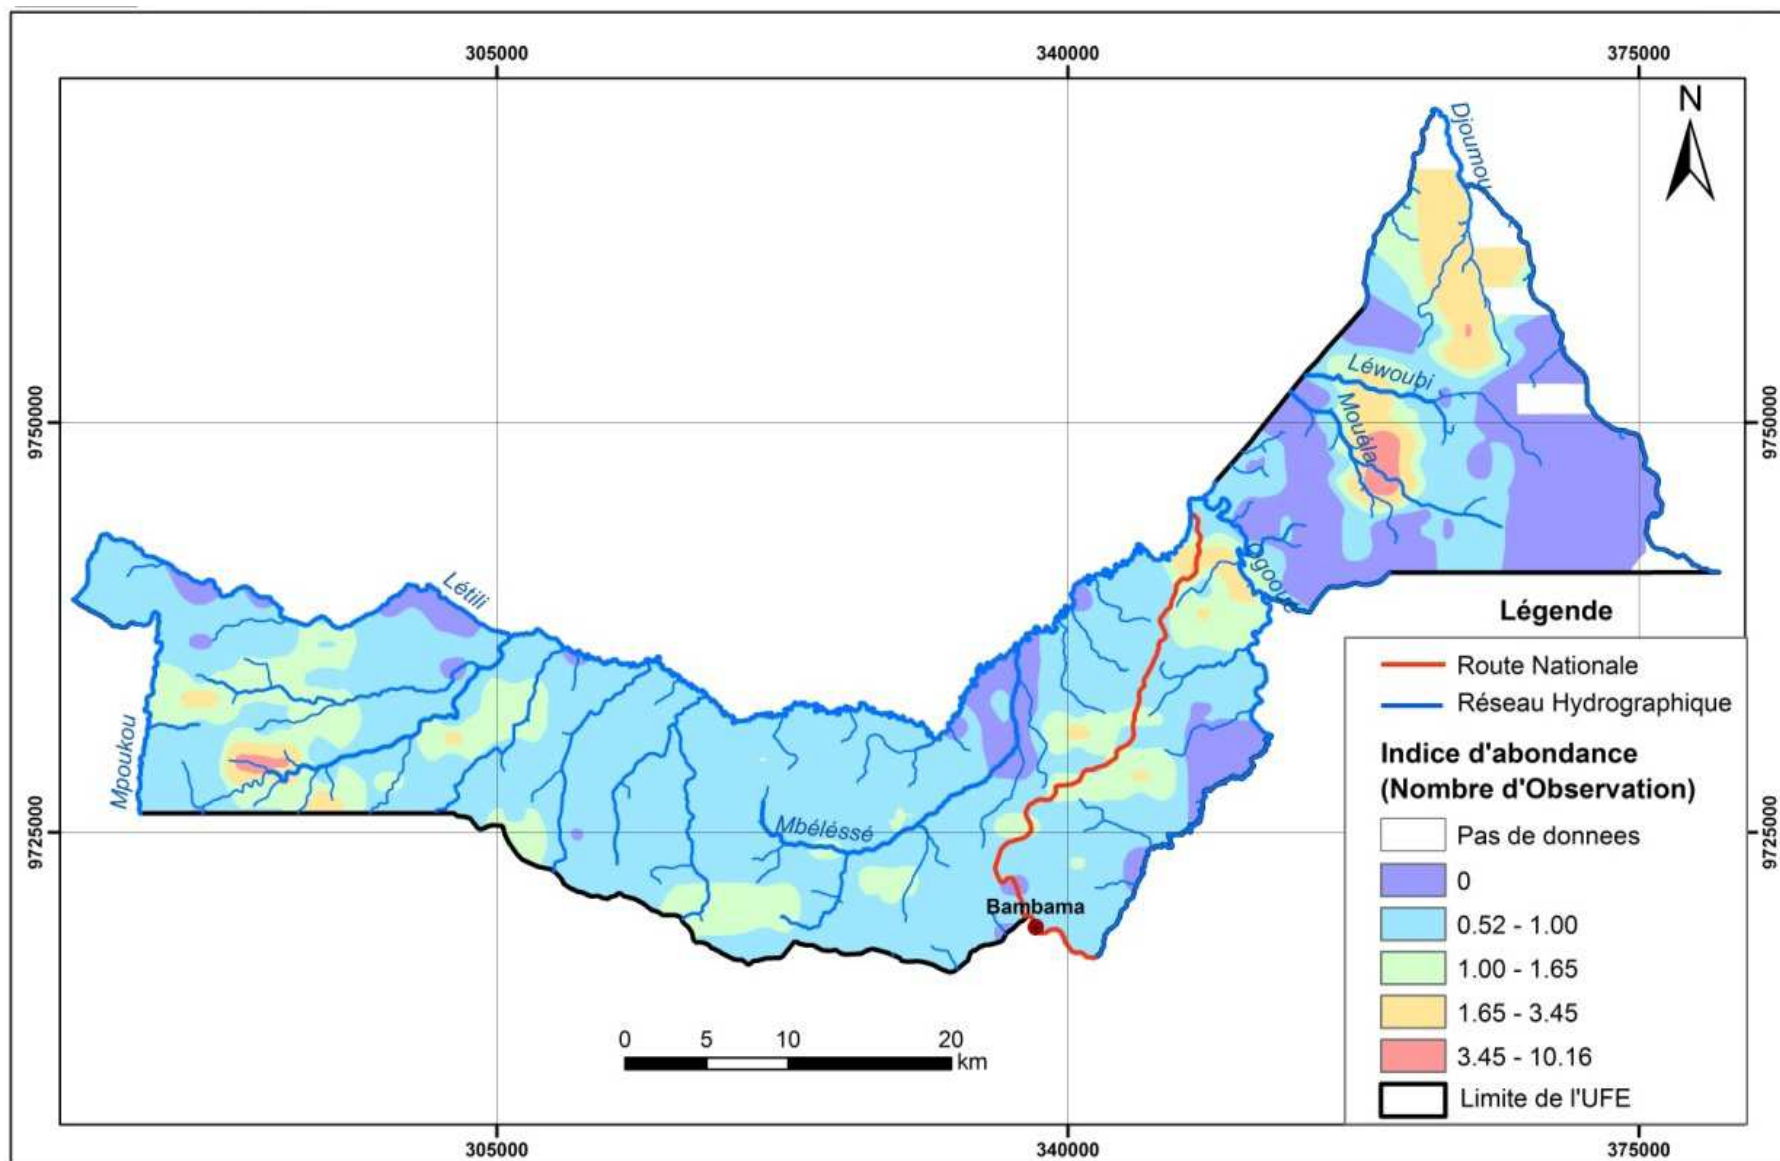 305000
340000
375000
N
Djoumou
9750000
9750000
Léwoubi
Mouéla
Ogooué
Létili
Mpoukou
Mbéléssé
9725000
9725000
Bambama
0 5 10 20
km
Légende
Route Nationale
Réseau Hydrographique
Indice d'abondance
(Nombre d'Observation)
Pas de donnees
0
0.52 - 1.00
1.00 - 1.65
1.65 - 3.45
3.45 - 10.16
Limite de l'UFE
305000
340000
375000